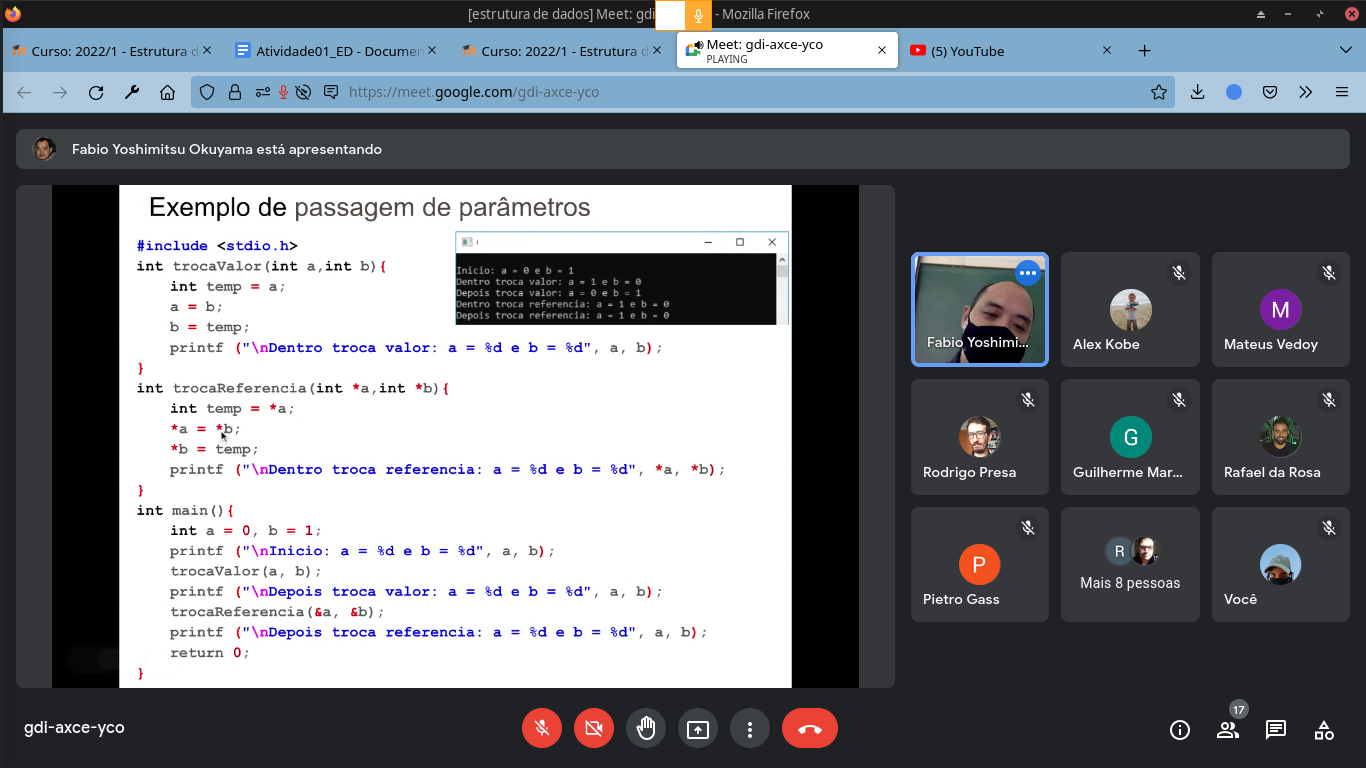 [estrutura de dados] Meet: gdi
- Mozilla Firefox
Curso: 2022/1 - Estrutura d
Atividade01_ED - Documen
Curso: 2022/1 - Estrutura d
Meet: gdi-axce-yco
PLAYING
(5) YouTube
https://meet.google.com/gdi-axce-yco
Fabio Yoshimitsu Okuyama está apresentando
Exemplo de passagem de parâmetros
#include <stdio.h>
int trocaValor(int a,int b){
int temp = a;
a = b;
b = temp;
printf ("\nDentro troca valor: a = %d e b = %d", a, b);
}
int trocaReferencia(int *a,int *b){
int temp = *a;
*a = *b;
*b = temp;
printf ("\nDentro troca referencia: a = %d e b = %d", *a, *b);
}
int main(){
int a = 0, b = 1;
printf ("\nInicio: a = %d e b = %d", a, b);
trocaValor(a, b);
printf ("\nDepois troca valor: a = %d e b = %d", a, b);
trocaReferencia(&a, &b);
printf ("\nDepois troca referencia: a = %d e b = %d", a, b);
return 0;
}
Inicio: a = 0 e b = 1
Dentro troca valor: a = 1 e b = 0
Depois troca valor: a = 0 e b = 1
Dentro troca referencia: a = 1 e b = 0
Depois troca referencia: a = 1 e b = 0
Fabio Yoshimi...
Alex Kobe
M
Mateus Vedoy
Rodrigo Presa
G
Guilherme Mar...
Rafael da Rosa
P
Pietro Gass
R
Mais 8 pessoas
Você
gdi-axce-yco
17